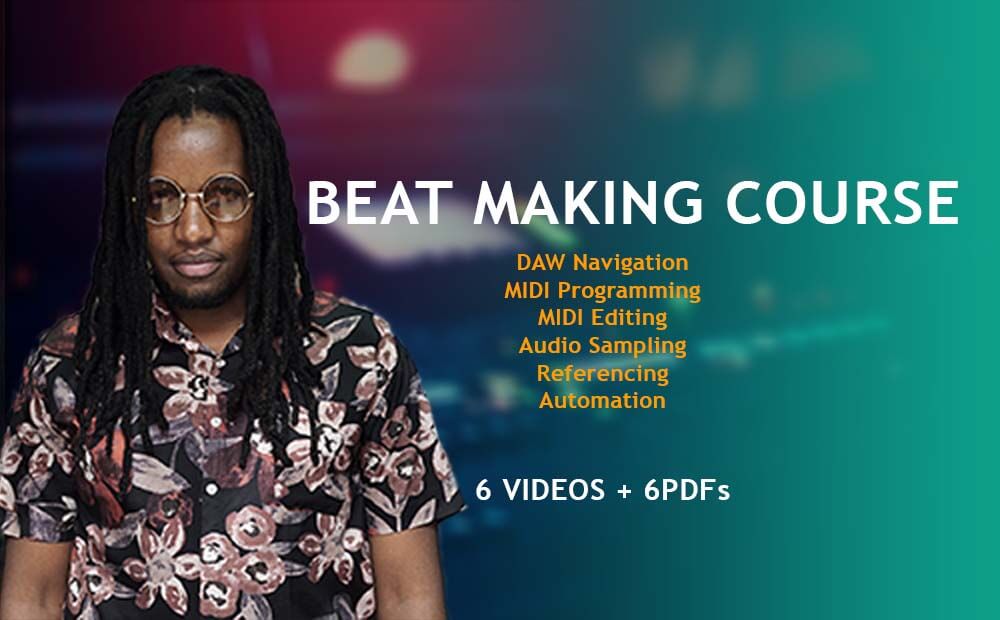 BEAT MAKING COURSE
DAW Navigation
MIDI Programming
MIDI Editing
Audio Sampling
Referencing
Automation
6 VIDEOS + 6PDFs